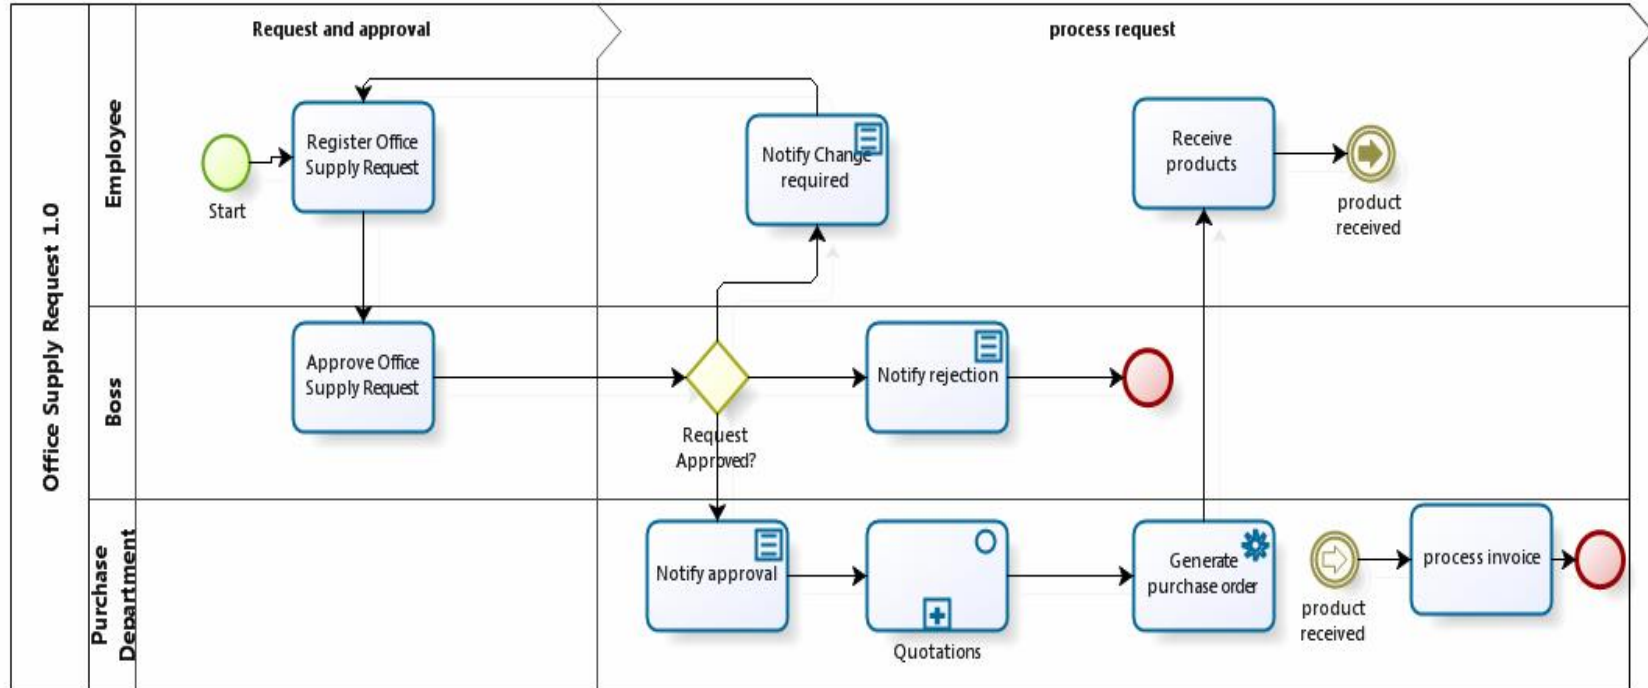 Office Supply Request 1.0
Request and approval
process request
Employee
Start
Register Office
Supply Request
Notify Change
required
Receive
products
product
received
Boss
Approve Office
Supply Request
Request
Approved?
Notify rejection
Purchase
Department
Notify approval
Quotations
Generate
purchase order
product
received
process invoice